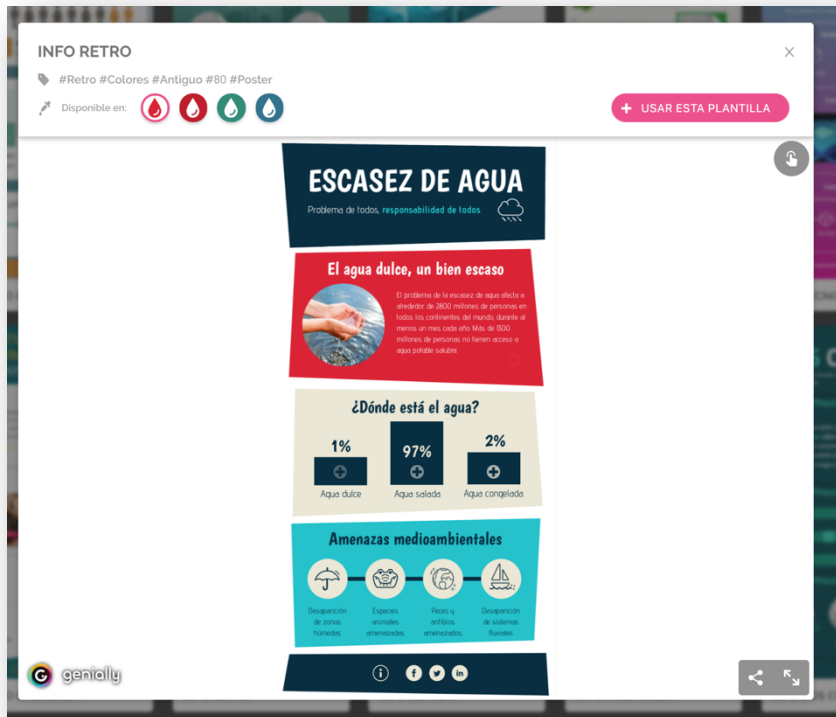 INFO RETRO
#Retro #Colores #Antiguo #80 #Poster
Disponible en:
+ USAR ESTA PLANTILLA
ESCASEZ DE AGUA
Problema de todos, responsabilidad de todos
El agua dulce, un bien escaso
El problema de la escasez de agua afecta a
alrededor de 2800 millones de personas en
todos los continentes del mundo, durante al
menos un mes cada año. Más de 1300
millones de personas no tienen acceso a
agua potable salubre
¿Dónde está el agua?
1%
97%
2%
Agua dulce
Agua salada
Agua congelada
Amenazas medioambientales
Desaparición
de zonas
húmedas
Especies
animales
amenazadas
Peces y
anfibios
amenazados
Desaparición
de sistemas
fluviales
genially